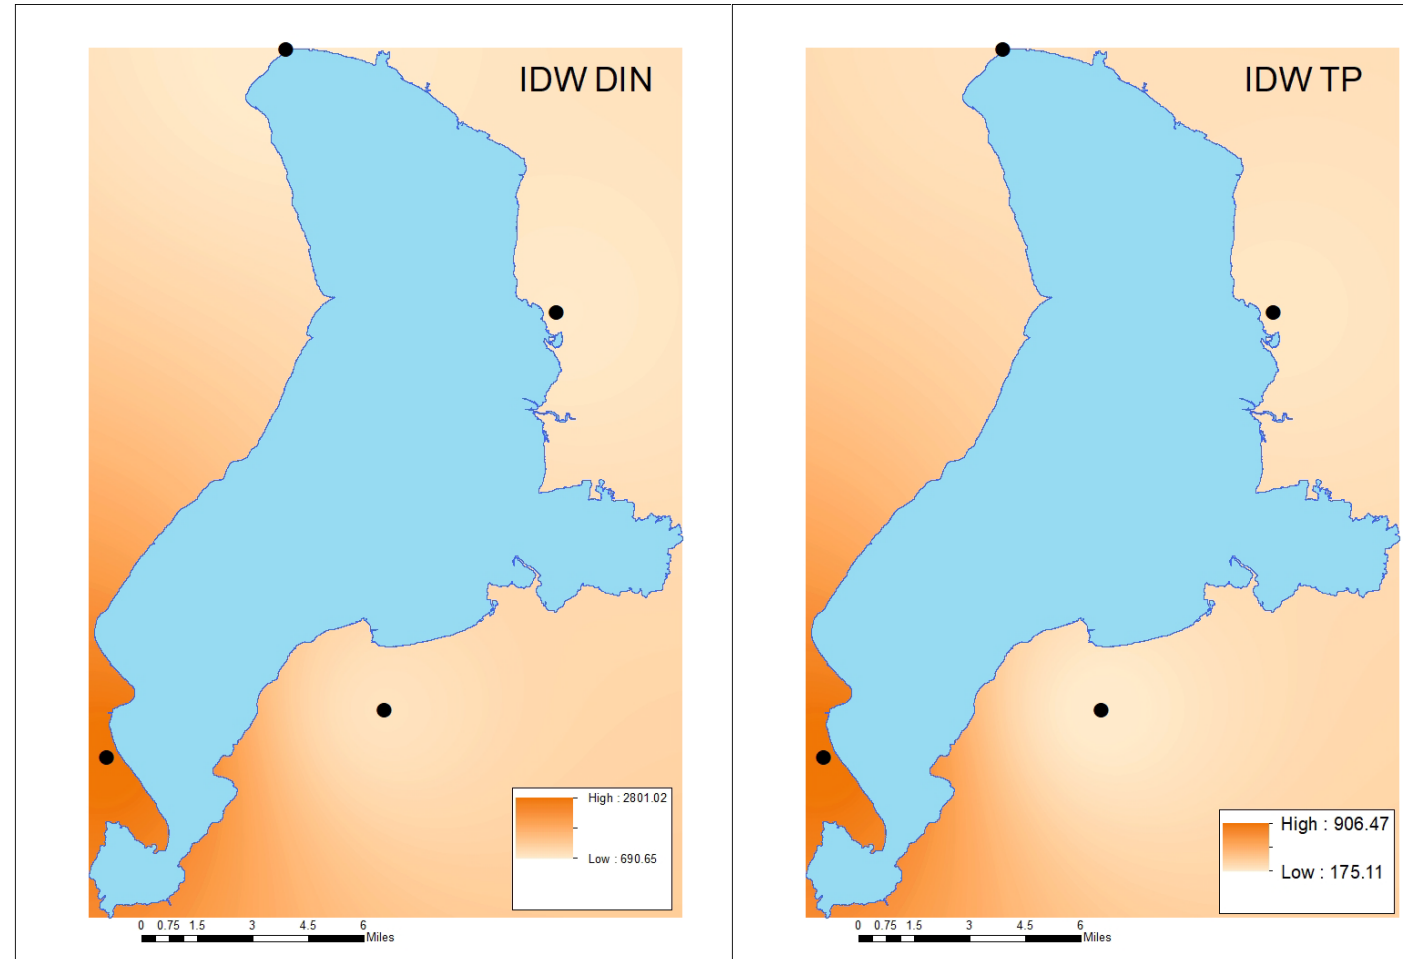 IDW DIN
High : 2801.02
Low : 690.65
0 0.75 1.5 3 4.5 6
Miles
IDW TP
High : 906.47
Low : 175.11
0 0.75 1.5 3 4.5 6
Miles